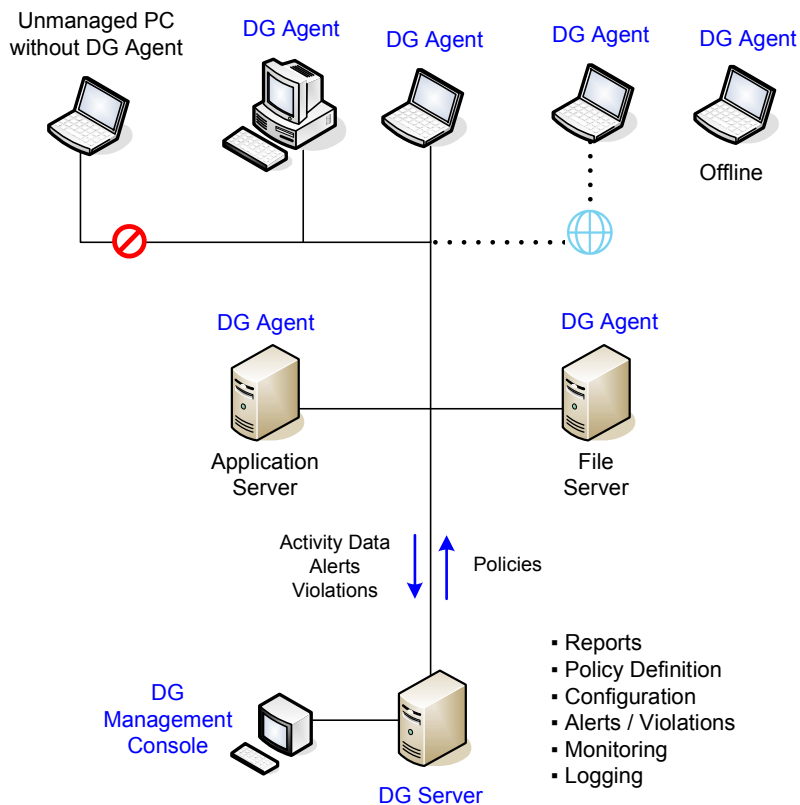 Unmanaged PC
without DG Agent
DG Agent
DG Agent
DG Agent
DG Agent
Offline
DG Agent
DG Agent
Application
Server
File
Server
Activity Data
Alerts
Violations
Policies
▪ Reports
▪ Policy Definition
▪ Configuration
▪ Alerts / Violations
▪ Monitoring
▪ Logging
DG
Management
Console
DG Server